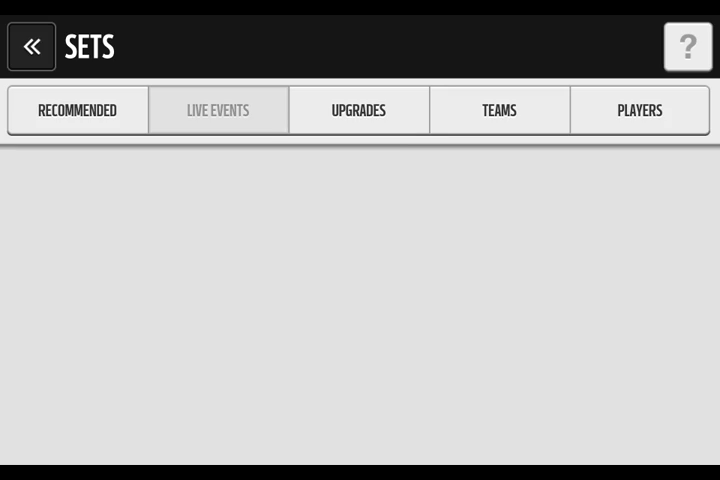 SETS
?
RECOMMENDED
LIVE EVENTS
UPGRADES
TEAMS
PLAYERS